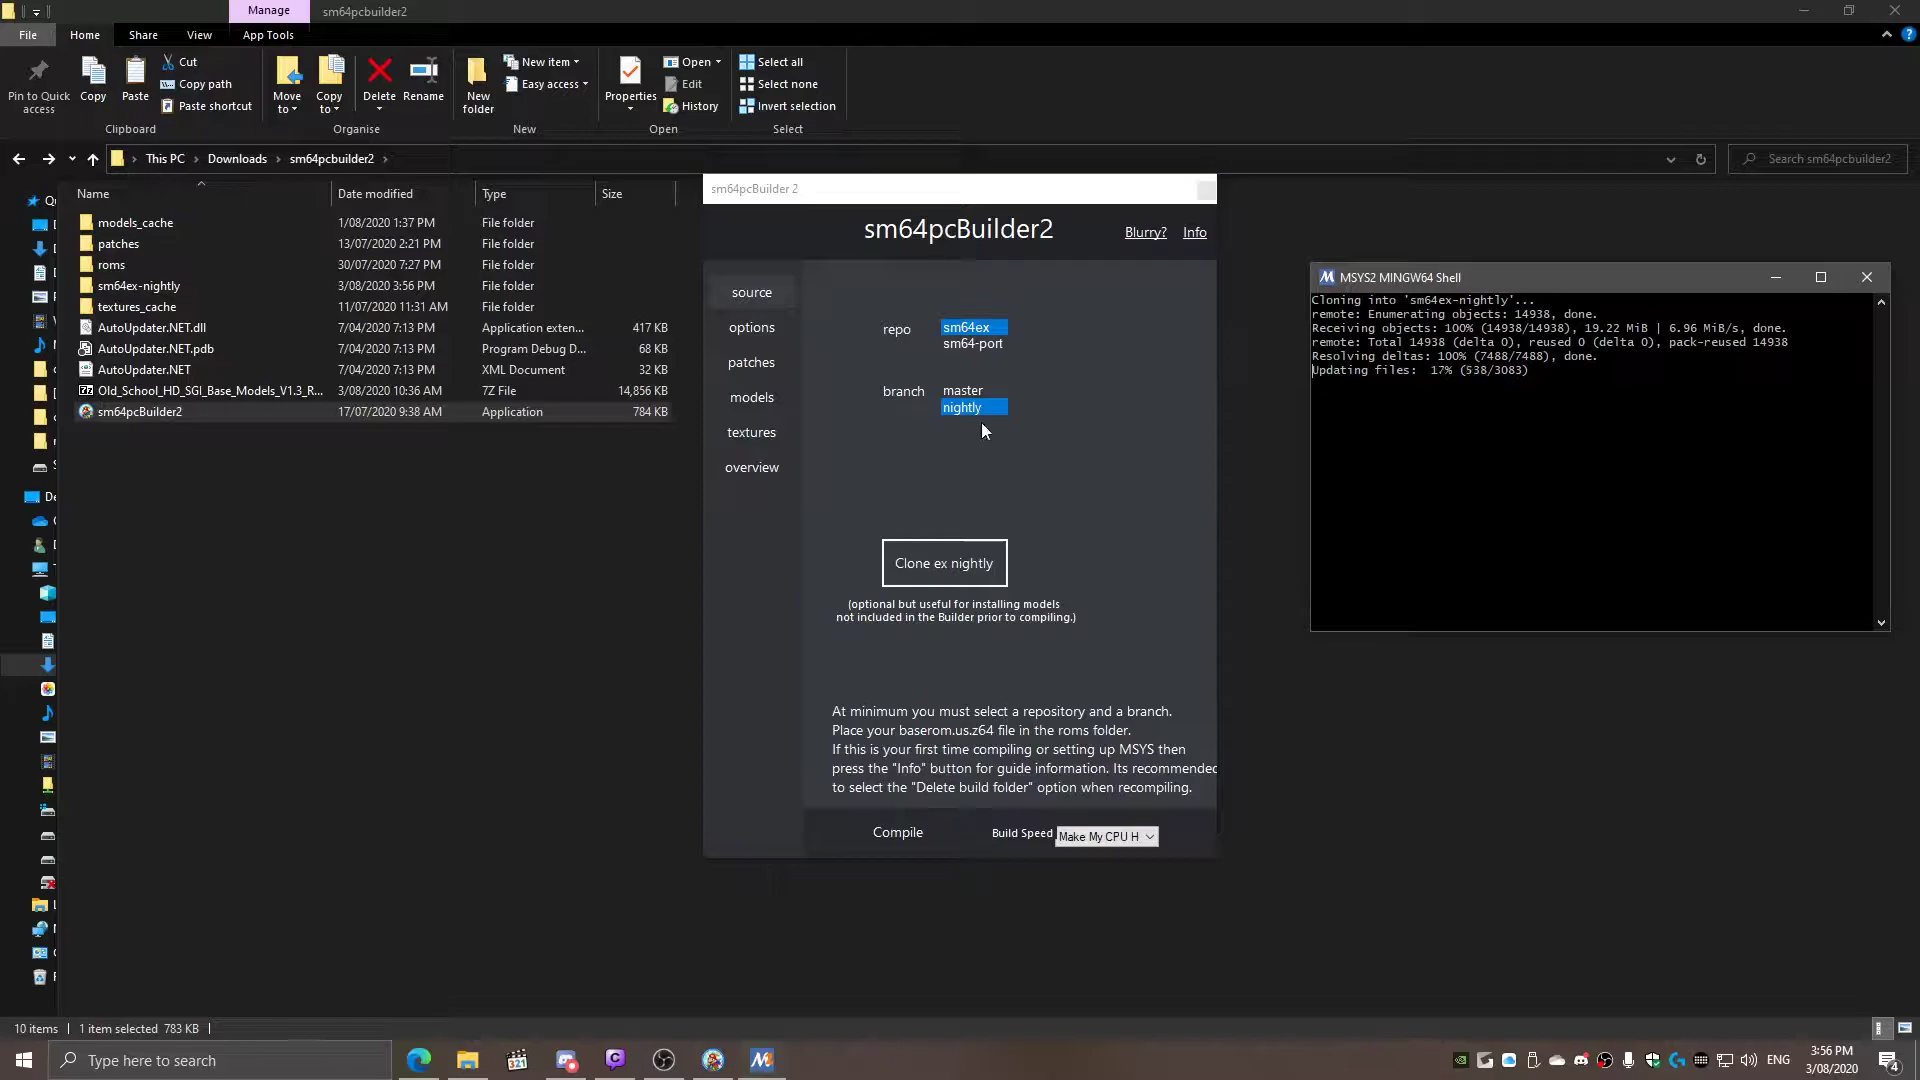 Manage
sm64pcbuilder2
File
Home
Share
View
App Tools
Pin to Quick access
Copy
Paste
Cut
Copy path
Paste shortcut
Clipboard
Move to
Copy to
Delete
Rename
Organise
New folder
New item
Easy access
New
Properties
Open
Edit
History
Open
Select all
Select none
Invert selection
Select
This PC
Downloads
sm64pcbuilder2
Search sm64pcbuilder2
Name
Date modified
Type
Size
models_cache 1/08/2020 1:37 PM File folder
patches 13/07/2020 2:21 PM File folder
roms 30/07/2020 7:27 PM File folder
sm64ex-nightly 3/08/2020 3:56 PM File folder
textures_cache 11/07/2020 11:31 AM File folder
AutoUpdater.NET.dll 7/04/2020 7:13 PM Application exten... 417 KB
AutoUpdater.NET.pdb 7/04/2020 7:13 PM Program Debug D... 68 KB
AutoUpdater.NET 7/04/2020 7:13 PM XML Document 32 KB
Old_School_HD_SGI_Base_Models_V1.3_R... 3/08/2020 10:36 AM 7Z File 14,856 KB
sm64pcBuilder2 17/07/2020 9:38 AM Application 784 KB
sm64pcBuilder 2
sm64pcBuilder2
Blurry?
Info
source
options
patches
models
textures
overview
repo
sm64ex
sm64-port
branch
master
nightly
Clone ex nightly
(optional but useful for installing models
not included in the Builder prior to compiling.)
At minimum you must select a repository and a branch.
Place your baserom.us.z64 file in the roms folder.
If this is your first time compiling or setting up MSYS then
press the "Info" button for guide information. Its recommended
to select the "Delete build folder" option when recompiling.
Compile
Build Speed
Make My CPU H
MSYS2 MINGW64 Shell
Cloning into 'sm64ex-nightly'...
remote: Enumerating objects: 14938, done.
Receiving objects: 100% (14938/14938), 19.22 MiB | 6.96 MiB/s, done.
remote: Total 14938 (delta 0), reused 0 (delta 0), pack-reused 14938
Resolving deltas: 100% (7488/7488), done.
Updating files: 17% (538/3083)
10 items
1 item selected 783 KB
Type here to search
ENG
3:56 PM
3/08/2020
4